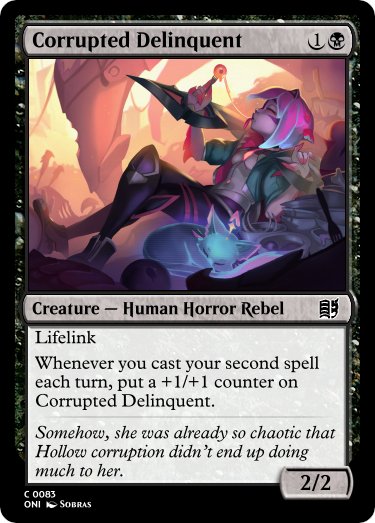 Corrupted Delinquent 1
Creature — Human Horror Rebel
Lifelink
Whenever you cast your second spell
each turn, put a +1/+1 counter on
Corrupted Delinquent.
Somehow, she was already so chaotic that
Hollow corruption didn't end up doing
much to her.
2/2
C 0083
ONI SOBRAS